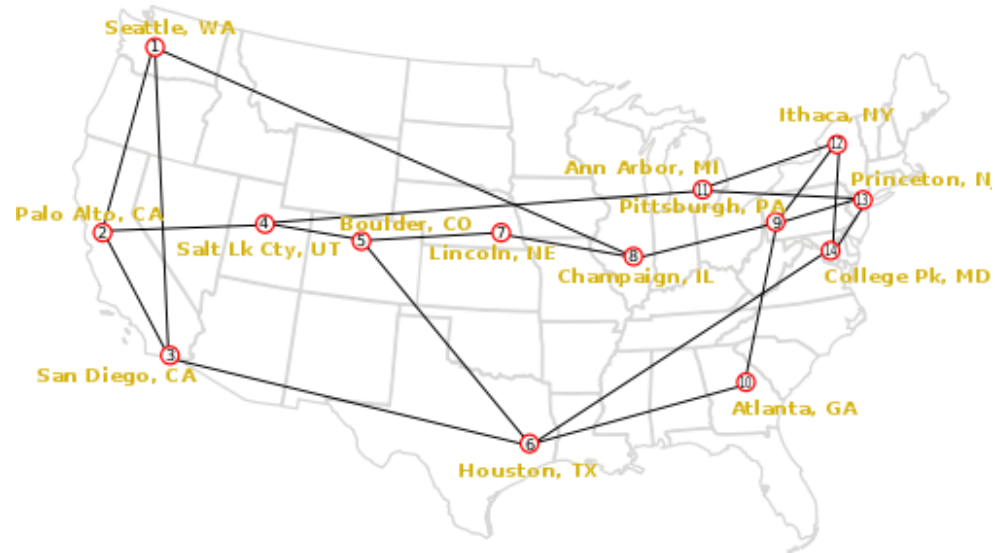 Seattle, WA
1
Ithaca, NY
12
Ann Arbor, MI
11
Princeton, N
13
Pittsburgh, PA
9
Palo Alto, CA
2
4
Salt Lk Cty, UT
Boulder, CO
5
7
Lincoln, NE
8
Champaign, IL
14
College Pk, MD
3
San Diego, CA
10
Atlanta, GA
6
Houston, TX